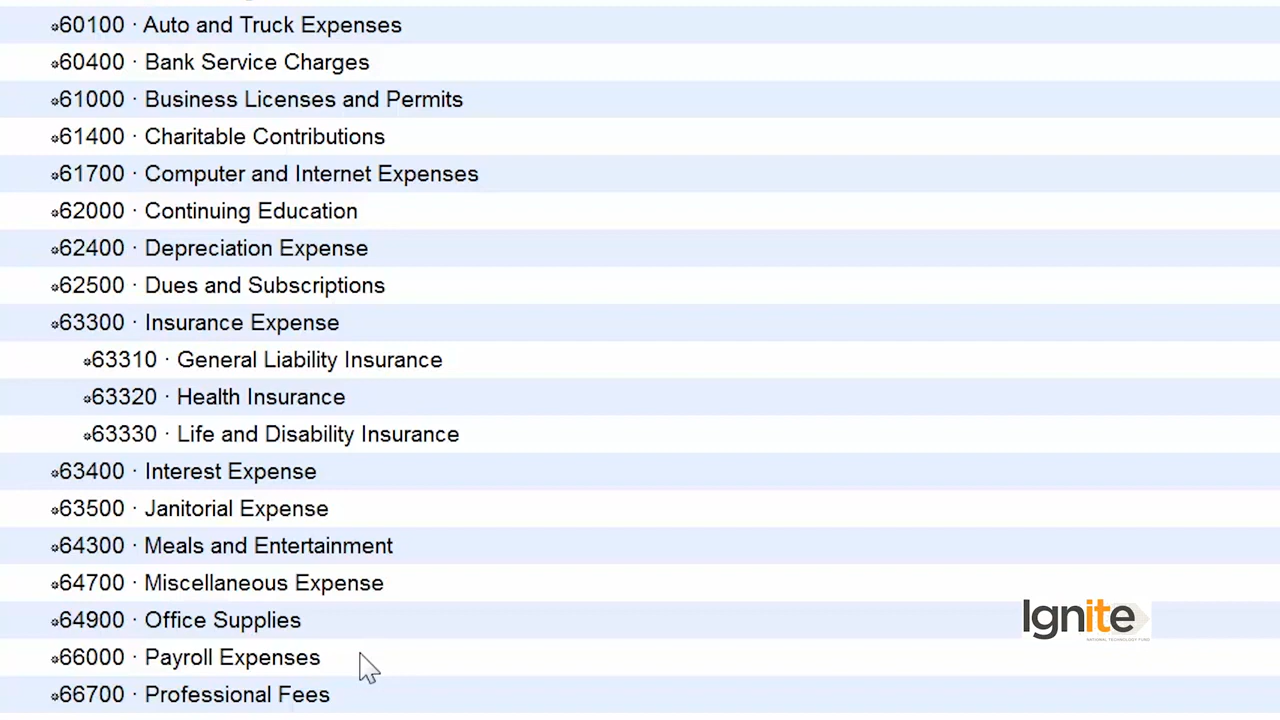 60100 · Auto and Truck Expenses
60400 · Bank Service Charges
61000 · Business Licenses and Permits
61400 · Charitable Contributions
61700 · Computer and Internet Expenses
62000 · Continuing Education
62400 · Depreciation Expense
62500 · Dues and Subscriptions
63300 · Insurance Expense
63310 · General Liability Insurance
63320 · Health Insurance
63330 · Life and Disability Insurance
63400 · Interest Expense
63500 · Janitorial Expense
64300 · Meals and Entertainment
64700 · Miscellaneous Expense
64900 · Office Supplies
Ignite
NATIONAL TECHNOLOGY FUND
66000 · Payroll Expenses
66700 · Professional Fees